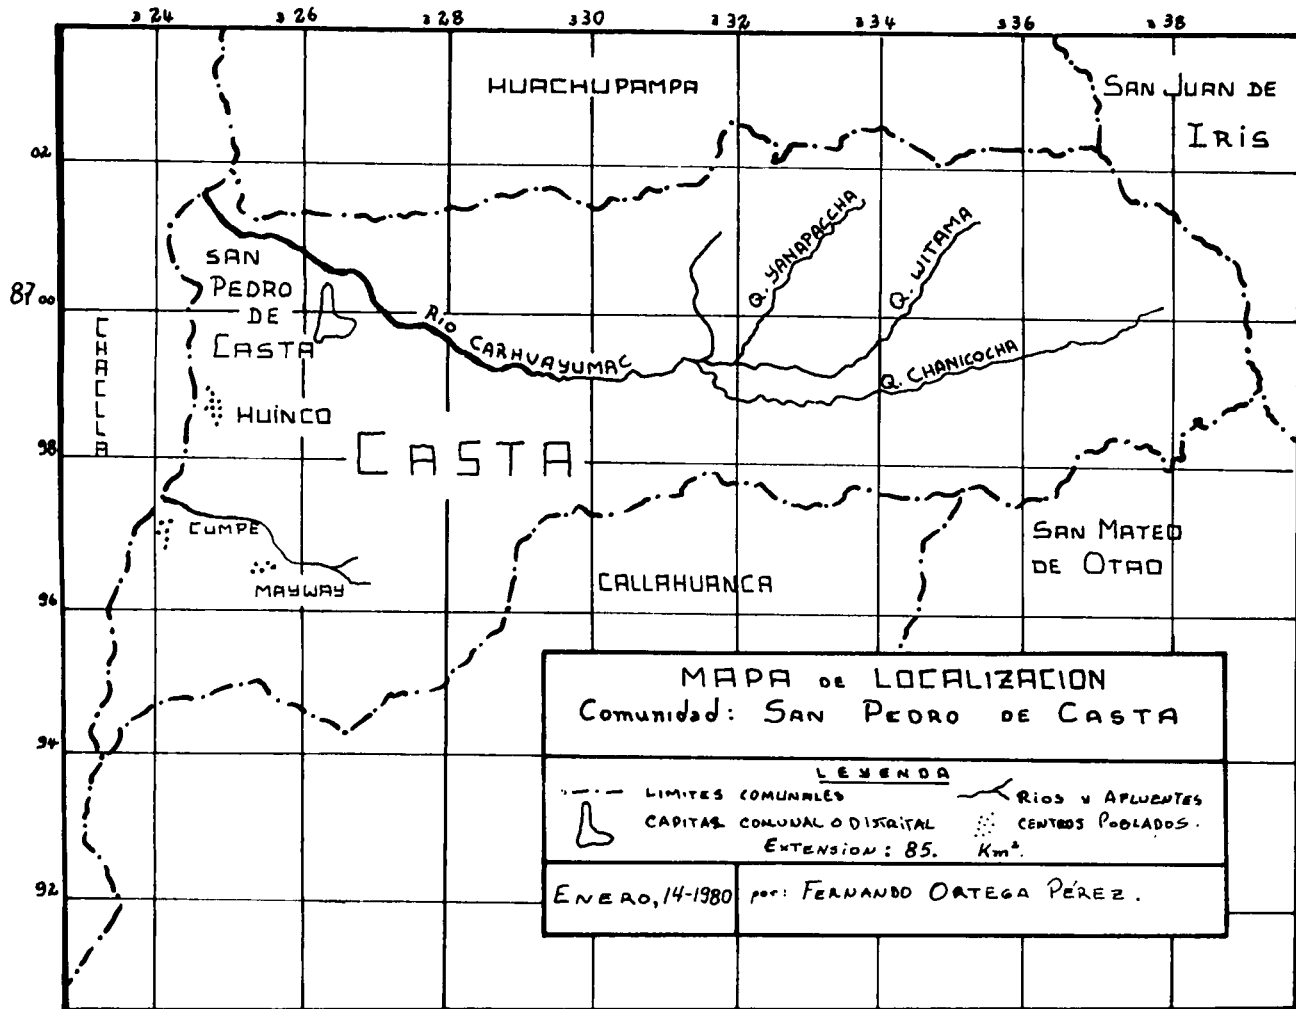 324 326 328 330 332 334 336 338
HUACHUPAMPA
SAN JUAN DE
IRIS
02
Q. YANAPACCHA
Q. WITAMA
SAN
PEDRO
DE
CASTA
8700
CHACLLA
RIO CARHUAYUMAC
Q. CHANICOCHA
HUINCO
CASTA
98
CUMPE
MAYWAY
CALLAHUANCA
SAN MATEO
DE OTAO
96
94
92
MAPA DE LOCALIZACION
Comunidad: SAN PEDRO DE CASTA
LEYENDA
LIMITES COMUNALES
RIOS Y AFLUENTES
CAPITAL COMUNAL O DISTRITAL
CENTROS POBLADOS.
EXTENSION: 85. Km².
ENERO, 14-1980
por: FERNANDO ORTEGA PÉREZ.